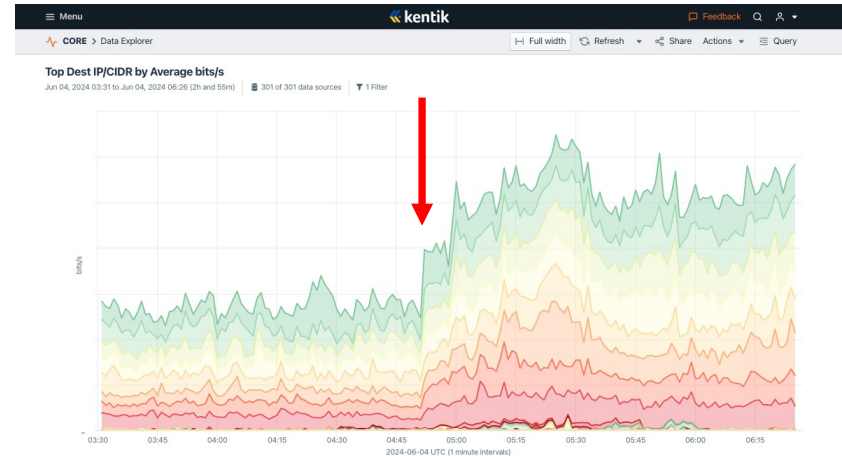 Menu
kentik
Feedback
CORE > Data Explorer
Full width
Refresh
Share
Actions
Query
Top Dest IP/CIDR by Average bits/s
Jun 04, 2024 03:31 to Jun 04, 2024 06:26 (2h and 55m)
301 of 301 data sources
1 Filter
bits/s
03:30 03:45 04:00 04:15 04:30 04:45 05:00 05:15 05:30 05:45 06:00 06:15
2024-06-04 UTC (1 minute intervals)